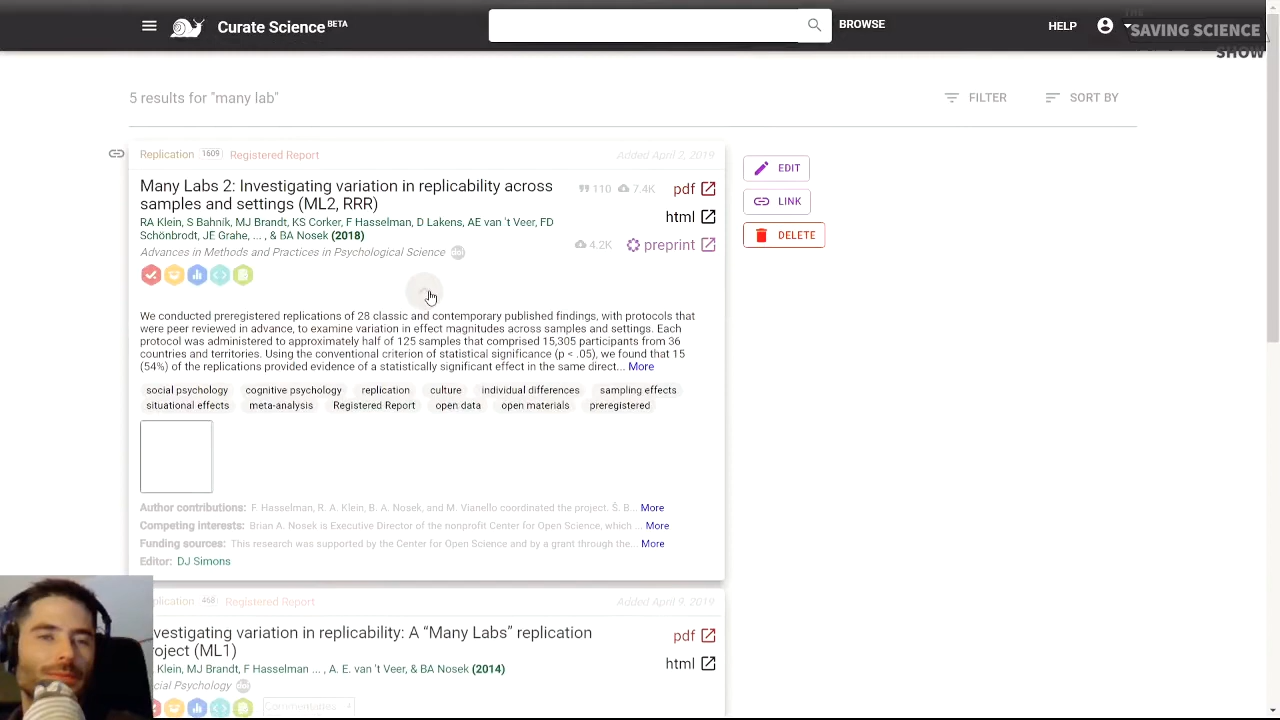 Curate Science BETA
BROWSE
HELP
THE
SAVING SCIENCE
SHOW
5 results for "many lab"
FILTER
SORT BY
Replication 1609 Registered Report
Added April 2, 2019
Many Labs 2: Investigating variation in replicability across
samples and settings (ML2, RRR)
110 7.4K pdf
html
4.2K preprint
RA Klein, S Bahník, MJ Brandt, KS Corker, F Hasselman, D Lakens, AE van 't Veer, FD
Schönbrodt, JE Grahe, ... , & BA Nosek (2018)
Advances in Methods and Practices in Psychological Science doi
EDIT
LINK
DELETE
We conducted preregistered replications of 28 classic and contemporary published findings, with protocols that
were peer reviewed in advance, to examine variation in effect magnitudes across samples and settings. Each
protocol was administered to approximately half of 125 samples that comprised 15,305 participants from 36
countries and territories. Using the conventional criterion of statistical significance (p < .05), we found that 15
(54%) of the replications provided evidence of a statistically significant effect in the same direct... More
social psychology cognitive psychology replication culture individual differences sampling effects
situational effects meta-analysis Registered Report open data open materials preregistered
Author contributions: F. Hasselman, R. A. Klein, B. A. Nosek, and M. Vianello coordinated the project. Š. B... More
Competing interests: Brian A. Nosek is Executive Director of the nonprofit Center for Open Science, which ... More
Funding sources: This research was supported by the Center for Open Science and by a grant through the... More
Editor: DJ Simons
plication 468 Registered Report
Added April 9, 2019
vestigating variation in replicability: A “Many Labs” replication
roject (ML1)
pdf
html
Klein, MJ Brandt, F Hasselman ... , A. E. van 't Veer, & BA Nosek (2014)
cial Psychology doi
Commentaries 4